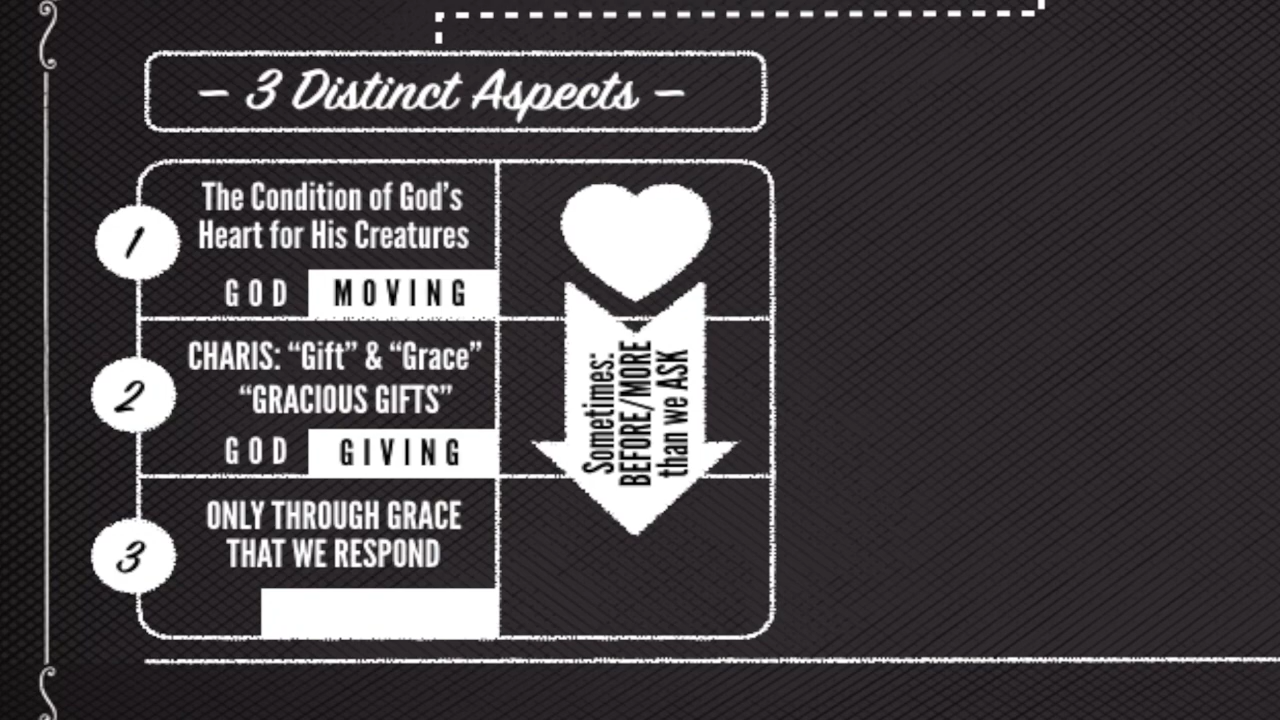 – 3 Distinct Aspects –
1
The Condition of God’s
Heart for His Creatures
GOD MOVING
2
CHARIS: “Gift” & “Grace”
“GRACIOUS GIFTS”
GOD GIVING
3
ONLY THROUGH GRACE
THAT WE RESPOND
Sometimes:
BEFORE/MORE
than we ASK